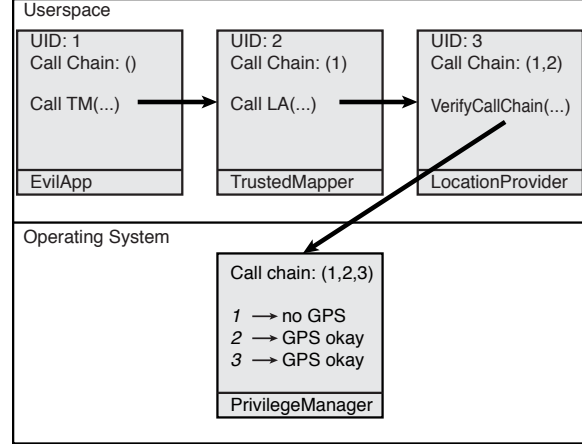 Userspace
UID: 1
Call Chain: ()
Call TM(...)
EvilApp
UID: 2
Call Chain: (1)
Call LA(...)
TrustedMapper
UID: 3
Call Chain: (1,2)
VerifyCallChain(...)
LocationProvider
Operating System
Call chain: (1,2,3)
1 → no GPS
2 → GPS okay
3 → GPS okay
PrivilegeManager